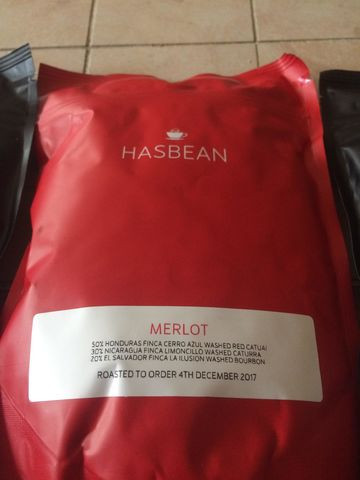 HASBEAN
MERLOT
50% HONDURAS FINCA CERRO AZUL WASHED RED CATUAI
30% NICARAGUA FINCA LIMONCILLO WASHED CATURRA
20% EL SALVADOR FINCA LA ILUSION WASHED BOURBON
ROASTED TO ORDER 4TH DECEMBER 2017